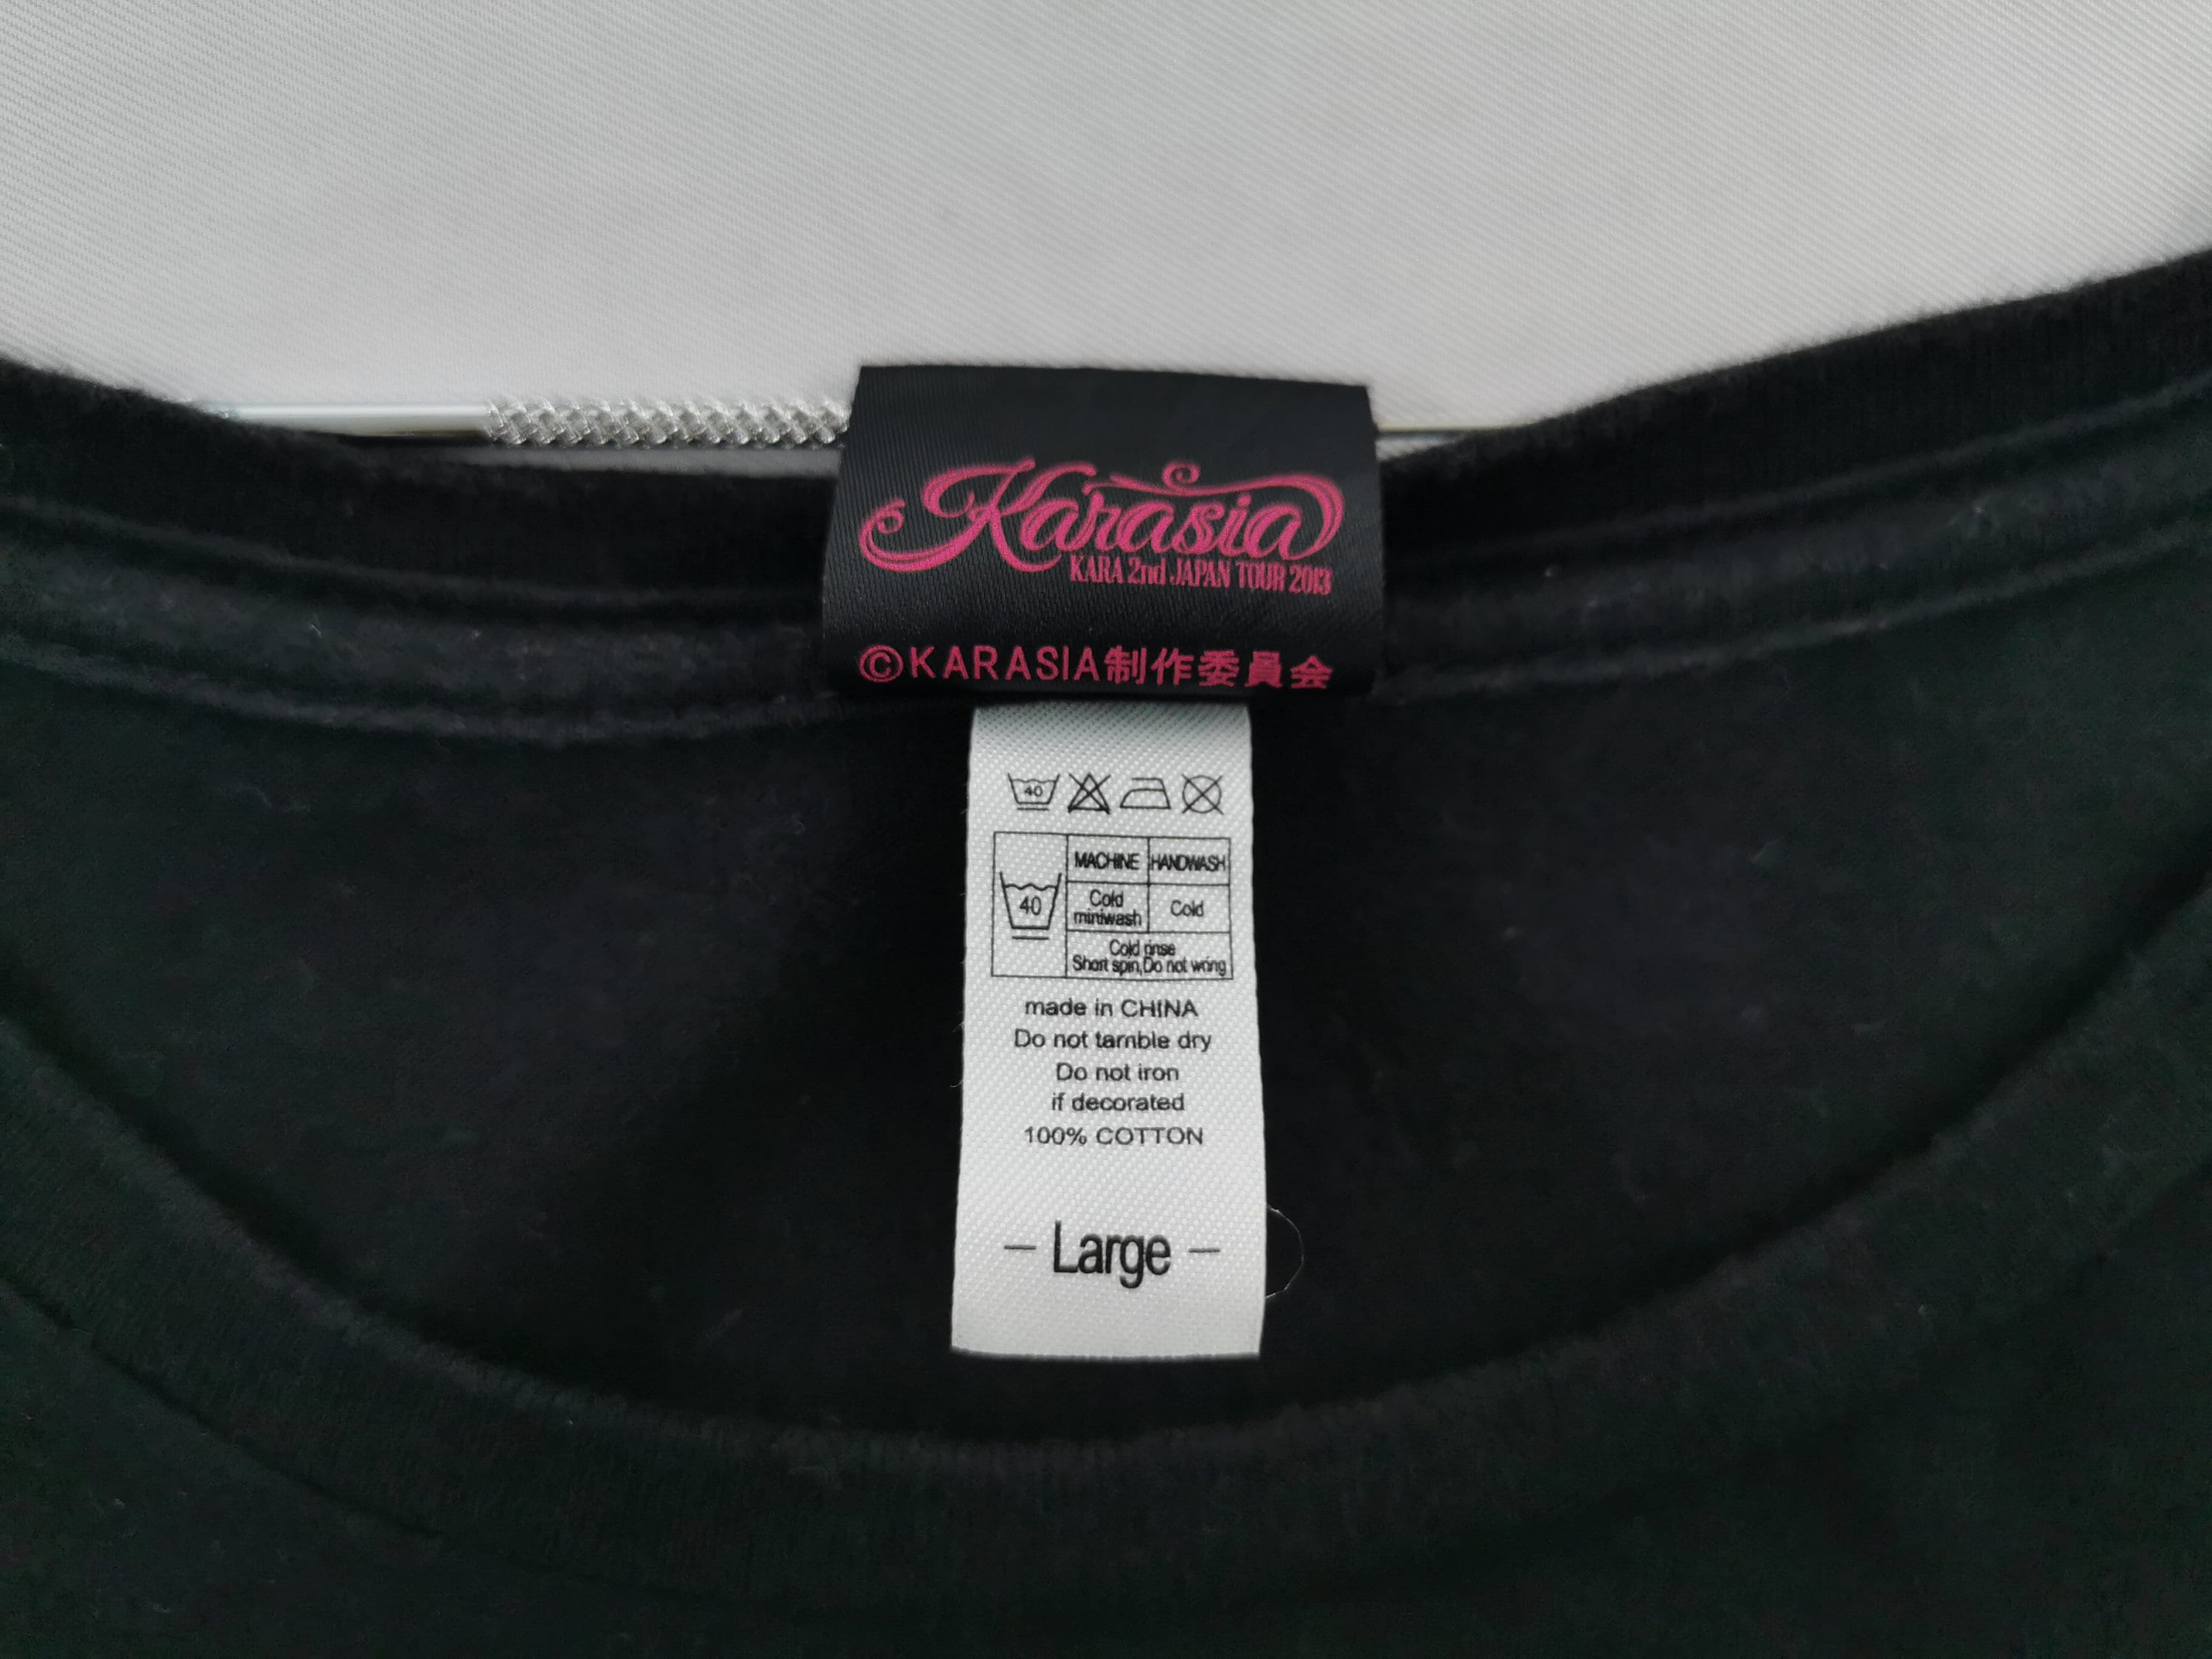 Karasia
KARA 2nd JAPAN TOUR 2013
©KARASIA制作委員会
40
MACHINE HANDWASH
40
Cold miniwash
Cold
Cold rinse
Short spin,Do not wring
made in CHINA
Do not tamble dry
Do not iron
if decorated
100% COTTON
- Large -